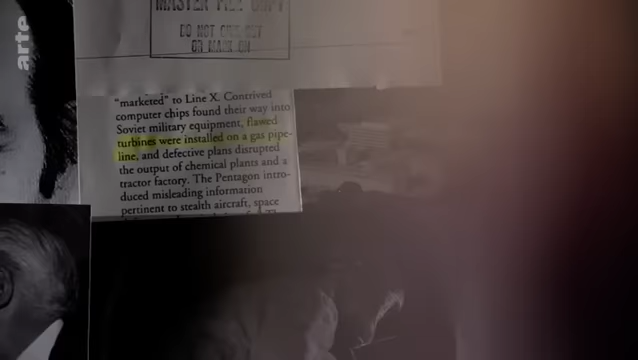 arte
MASTER FILE COPY
DO NOT GIVE OUT
OR MARK ON
"marketed" to Line X. Contrived
computer chips found their way into
Soviet military equipment, flawed
turbines were installed on a gas pipe-
line, and defective plans disrupted
the output of chemical plants and a
tractor factory. The Pentagon intro-
duced misleading information
pertinent to stealth aircraft, space